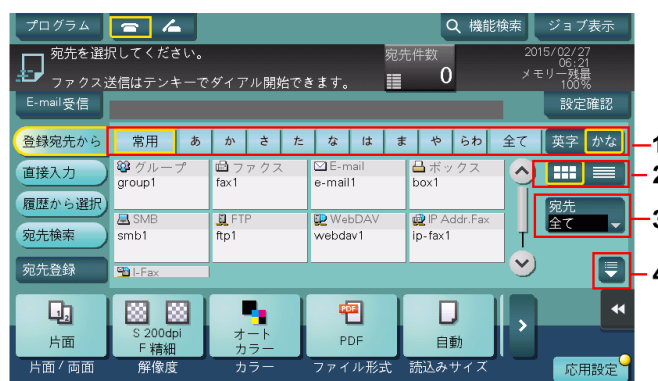 プログラム
機能検索
ジョブ表示
宛先を選択してください。
ファクス送信はテンキーでダイアル開始できます。
宛先件数
0
2015/02/27
06:21
メモリー残量
100%
E-mail受信
設定確認
登録宛先から
常用 あ か さ た な は ま や らわ 全て 英字 かな
1
直接入力
履歴から選択
宛先検索
宛先登録
グループ
group1
ファクス
fax1
E-mail
e-mail1
ボックス
box1
SMB
smb1
FTP
ftp1
WebDAV
webdav1
IP Addr.Fax
ip-fax1
I-Fax
2
宛先
全て
3
4
片面
S 200dpi
F 精細
オート
カラー
PDF
自動
片面 / 両面
解像度
カラー
ファイル形式
読込みサイズ
応用設定